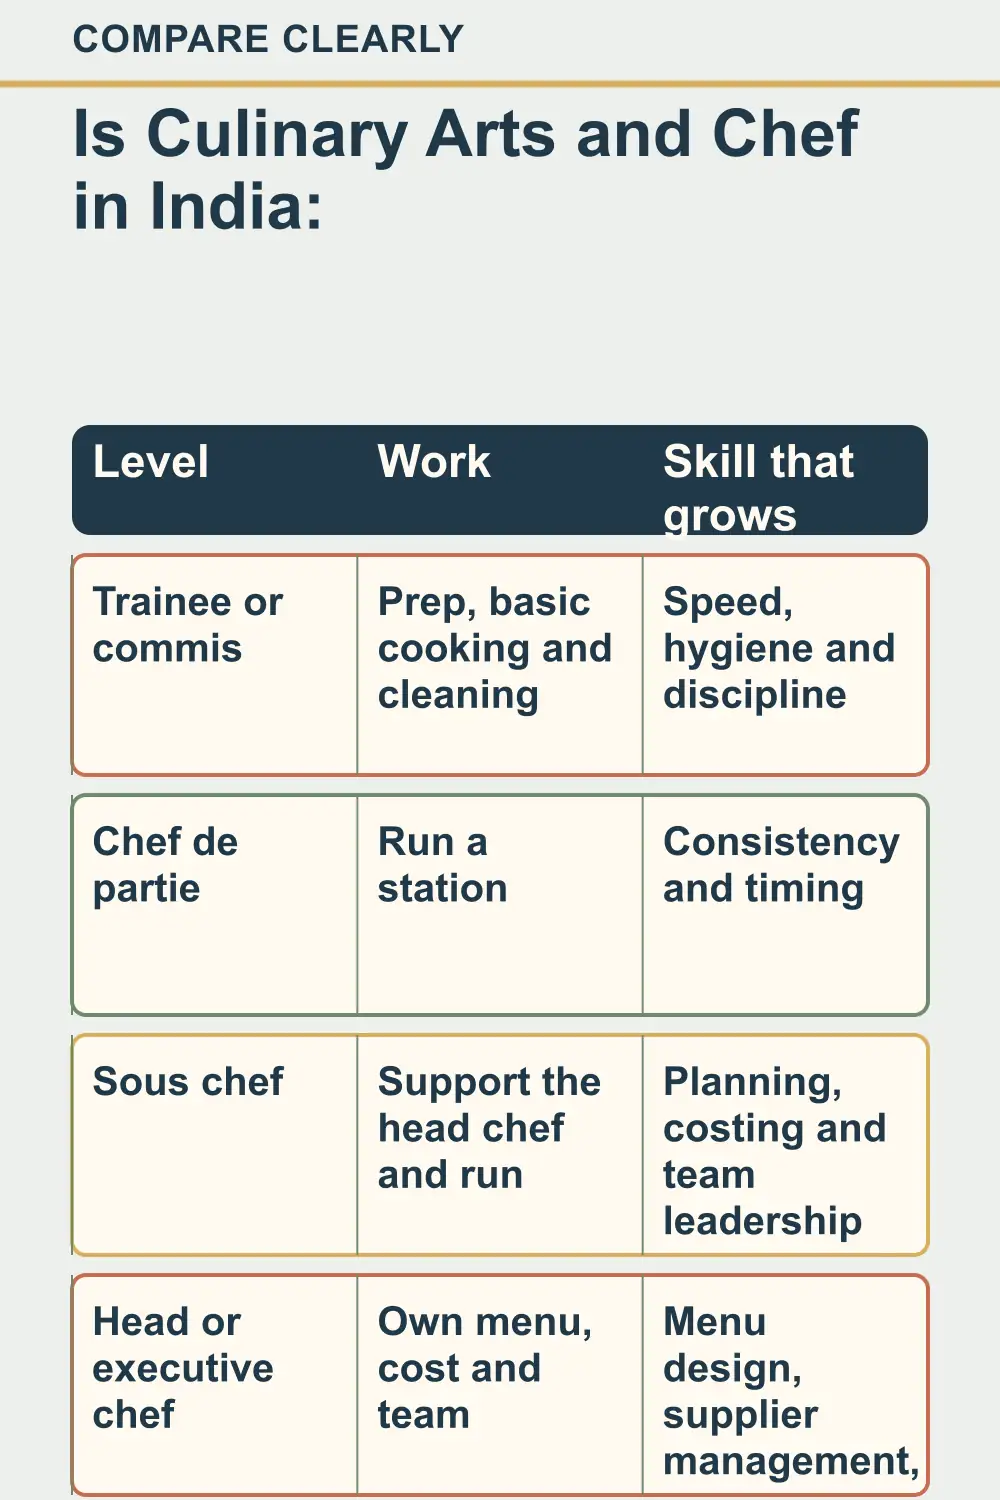 COMPARE CLEARLY
Is Culinary Arts and Chef
in India:
Level
Work
Skill that
grows
Trainee or
commis
Prep, basic
cooking and
cleaning
Speed,
hygiene and
discipline
Chef de
partie
Run a
station
Consistency
and timing
Sous chef
Support the
head chef
and run
Planning,
costing and
team
leadership
Head or
executive
chef
Own menu,
cost and
team
Menu
design,
supplier
management,